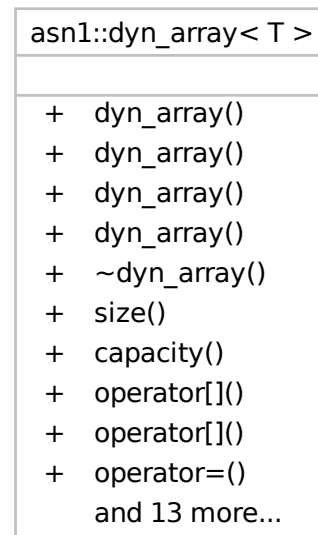 asn1::dyn_array< T >
+ dyn_array()
+ dyn_array()
+ dyn_array()
+ dyn_array()
+ ~dyn_array()
+ size()
+ capacity()
+ operator[]()
+ operator[]()
+ operator=()
and 13 more...